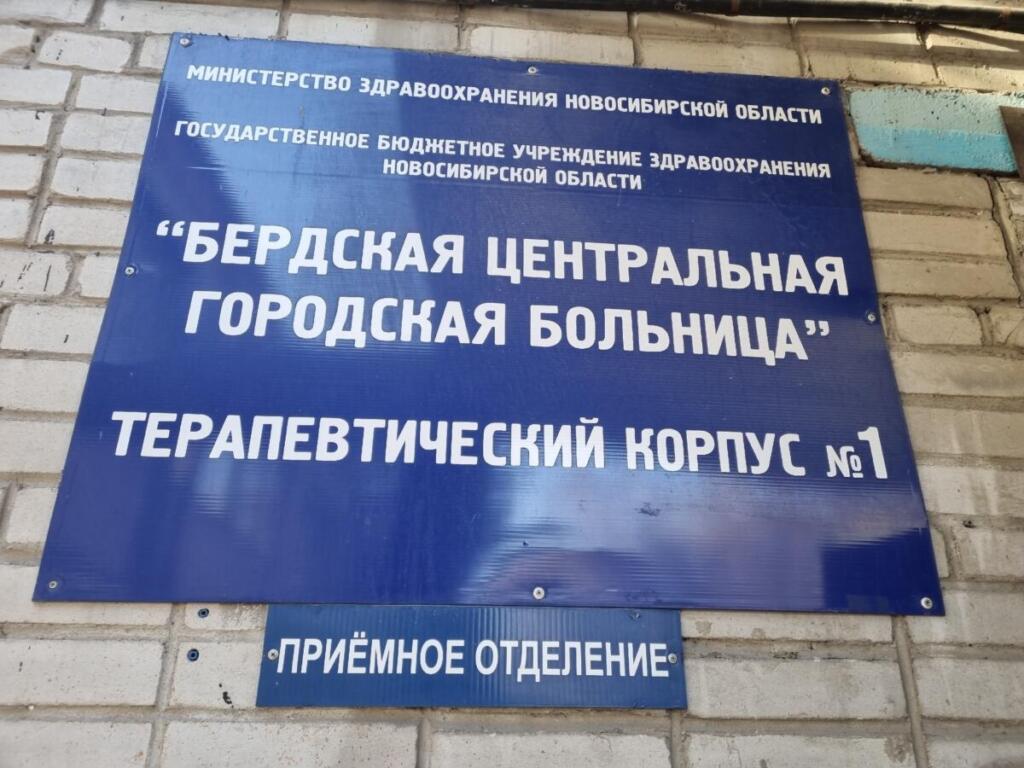 МИНИСТЕРСТВО ЗДРАВООХРАНЕНИЯ НОВОСИБИРСКОЙ ОБЛАСТИ
ГОСУДАРСТВЕННОЕ БЮДЖЕТНОЕ УЧРЕЖДЕНИЕ ЗДРАВООХРАНЕНИЯ
НОВОСИБИРСКОЙ ОБЛАСТИ
“БЕРДСКАЯ ЦЕНТРАЛЬНАЯ
ГОРОДСКАЯ БОЛЬНИЦА”
ТЕРАПЕВТИЧЕСКИЙ КОРПУС №1
ПРИЁМНОЕ ОТДЕЛЕНИЕ